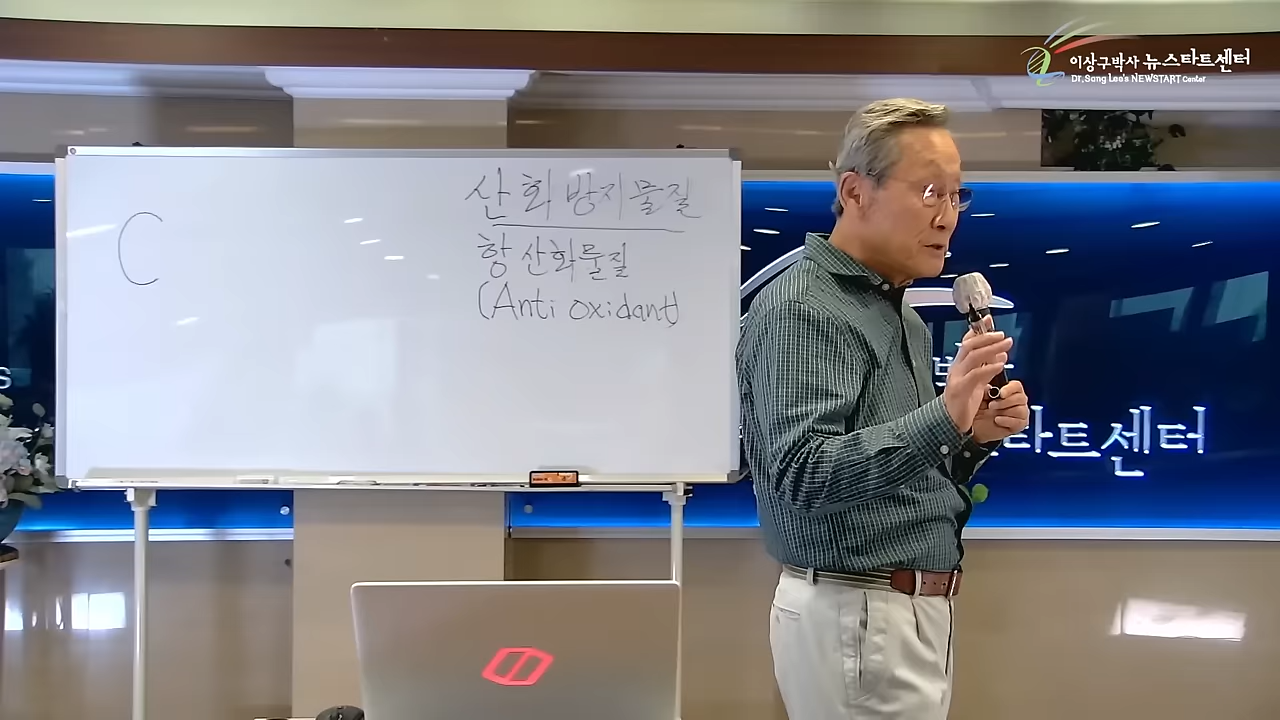 이상구박사 뉴스타트센터
Dr. Sang Lee's NEWSTART Center
산화방지물질
C
항산화물질
(Anti oxidant)
타트센터
S